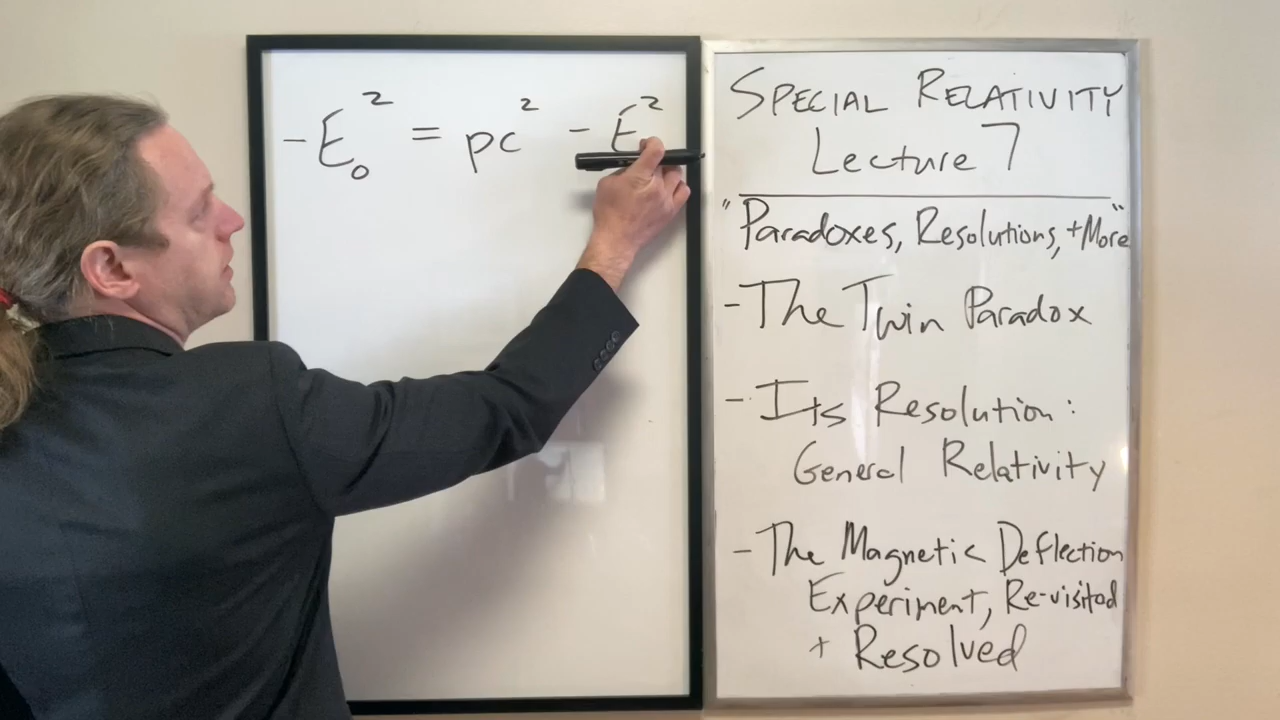 -E₀² = pc² - E²
SPECIAL RELATIVITY
Lecture 7
"Paradoxes, Resolutions, + More"
- The Twin Paradox
- Its Resolution:
General Relativity
- The Magnetic Deflection
Experiment, Re-visited
+ Resolved